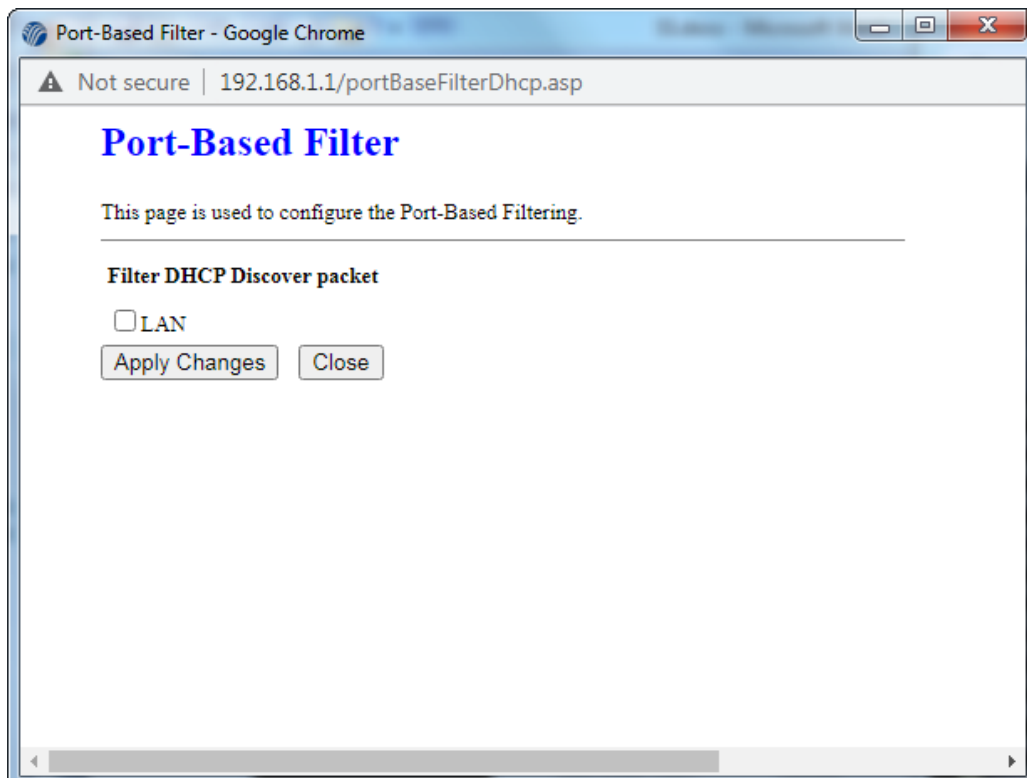 Port-Based Filter - Google Chrome
Not secure | 192.168.1.1/portBaseFilterDhcp.asp
Port-Based Filter
This page is used to configure the Port-Based Filtering.
Filter DHCP Discover packet
LAN
Apply Changes Close